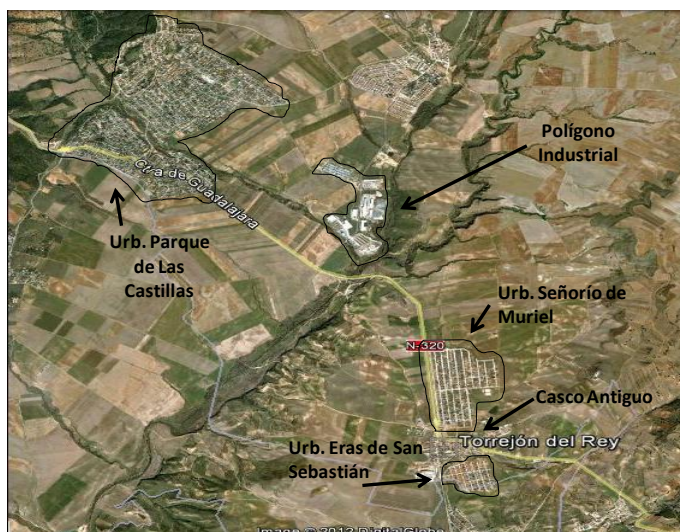 Polígono
Industrial
Ctra de Guadalajara
Urb. Parque
de Las
Castillas
Urb. Señorío de
Muriel
N-320
Casco Antiguo
Torrejón del Rey
Urb. Eras de San
Sebastián
Image © 2012 DigitalGlobe